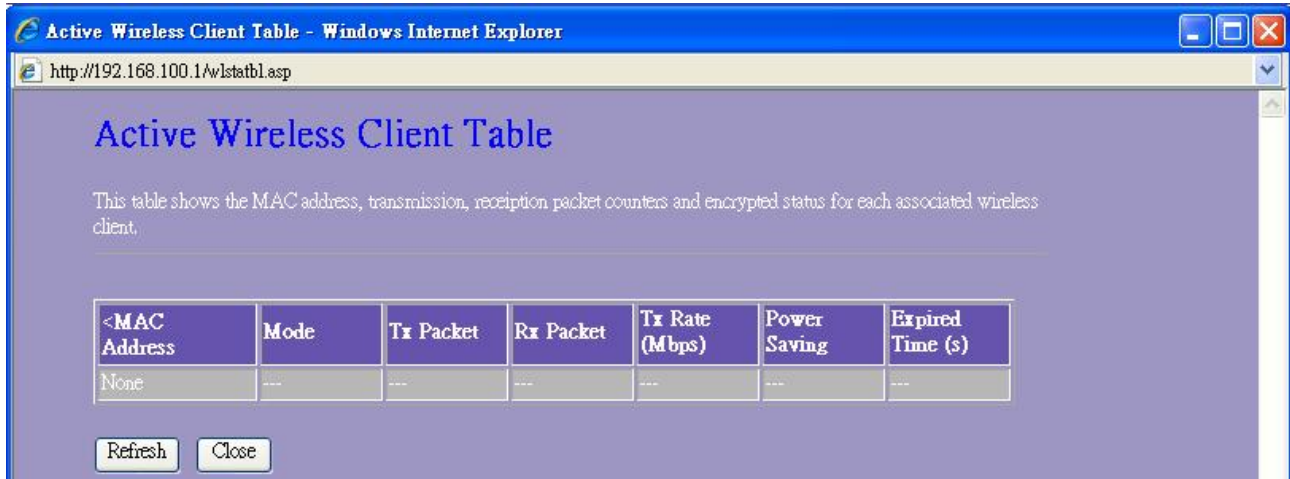 Active Wireless Client Table - Windows Internet Explorer
http://192.168.100.1/wlstatbl.asp
Active Wireless Client Table
This table shows the MAC address, transmission, receiption packet counters and encrypted status for each associated wireless
client.
<MAC Address Mode Tx Packet Rx Packet Tx Rate (Mbps) Power Saving Expired Time (s)
None --- --- --- --- --- ---
Refresh Close